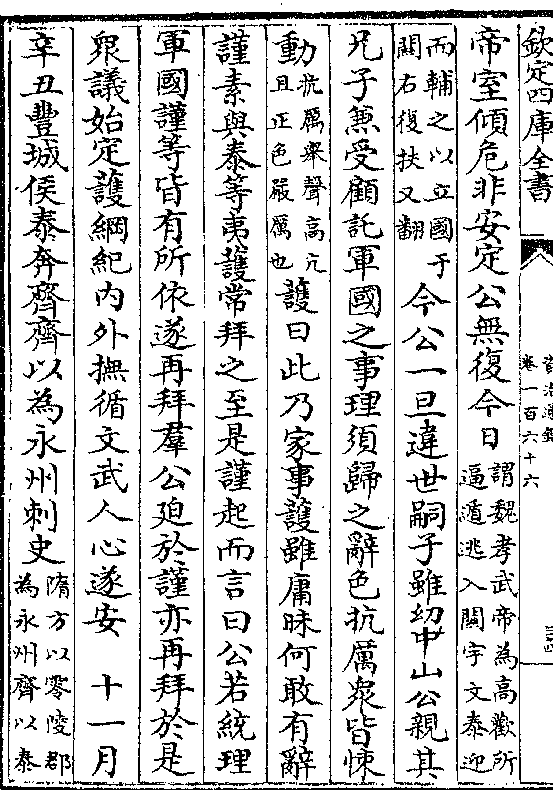 欽定四庫全書
資治通鑑
卷一百六十六
帝室傾危非安定公無復今日謂魏孝武帝為高歡所逼遁逃入關宇文泰迎
而輔之以立國于關右復扶又翻今公一旦違世嗣子雖幼中山公親其
兄子兼受顧託軍國之事理須歸之辭色抗厲衆皆悚
動抗厲舉聲高亢且正色嚴厲也護曰此乃家事護雖庸昧何敢有辭
謹素與泰等夷護常拜之至是謹起而言曰公若統理
軍國謹等皆有所依遂再拜羣公廹於謹亦再拜於是
衆議始定護綱紀内外撫循文武人心遂安　十一月
辛丑豐城侯泰奔齊齊以為永州刺史隋方以零陵郡為永州齊以泰